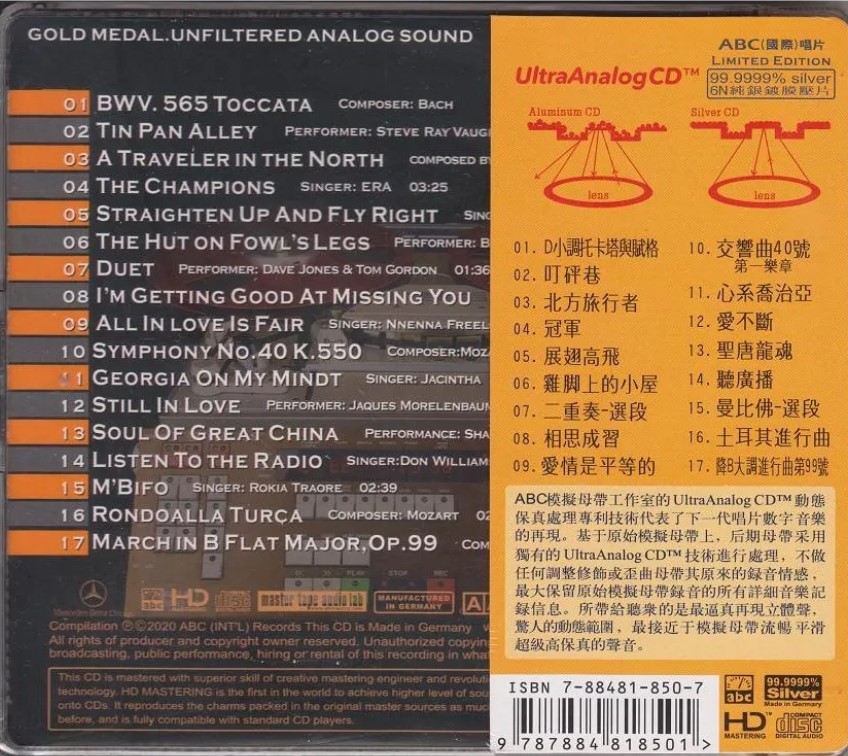 GOLD MEDAL.UNFILTERED ANALOG SOUND
01 BWV. 565 TOCCATA COMPOSER: BACH
02 TIN PAN ALLEY PERFORMER: STEVE RAY VAUG
03 A TRAVELER IN THE NORTH COMPOSED BY
04 THE CHAMPIONS SINGER: ERA 03:25
05 STRAIGHTEN UP AND FLY RIGHT SING
06 THE HUT ON FOWL'S LEGS PERFORMER: B
07 DUET PERFORMER: DAVE JONES & TOM GORDON 01:36
08 I'M GETTING GOOD AT MISSING YOU
09 ALL IN LOVE IS FAIR SINGER: NNENNA FREEL
10 SYMPHONY NO.40 K.550 COMPOSER:MOZ
11 GEORGIA ON MY MINDT SINGER: JACINTHA
12 STILL IN LOVE PERFORMER: JAQUES MORELENBAUM
13 SOUL OF GREAT CHINA PERFORMANCE: SHA
14 LISTEN TO THE RADIO SINGER:DON WILLIAM
15 M'BIFO SINGER: ROKIA TRAORE 02:39
16 RONDOALLA TURÇA COMPOSER: MOZART 02
17 MARCH IN B FLAT MAJOR,OP.99 COM
PLAY STOP REC
abc HD disc master tape audio lab MANUFACTURED IN GERMANY
Compilation ℗©2020 ABC (INT'L) Records This CD is Made in Germany
All rights of producer and copyright owner reserved. Unauthorized copyin
broadcasting, public performance, hiring or rental of this recording in what
This CD is mastered with superior skill of creative mastering engineer and revoluti
technology. HD MASTERING is the first in the world to achieve higher level of sou
onto CDs. It reproduces the charms packed in the original master sources as muc
before, and is fully compatible with standard CD players.
ABC(國際)唱片
LIMITED EDITION
UltraAnalogCD™
99.9999% silver
6N純銀鍍膜壓片
Aluminum CD
Silver CD
lens
lens
01. D小調托卡塔與賦格
02. 叮砰巷
03. 北方旅行者
04. 冠軍
05. 展翅高飛
06. 雞脚上的小屋
07. 二重奏-選段
08. 相思成習
09. 愛情是平等的
10. 交響曲40號
第一樂章
11. 心系喬治亞
12. 愛不斷
13. 聖唐龍魂
14. 聽廣播
15. 曼比佛-選段
16. 土耳其進行曲
17. 降B大調進行曲第99號
ABC模擬母帶工作室的UltraAnalog CD™動態
保真處理專利技術代表了下一代唱片數字音樂
的再現。基于原始模擬母帶上，后期母帶采用
獨有的UltraAnalog CD™技術進行處理，不做
任何調整修飾或歪曲母帶其原來的録音情感，
最大保留原始模擬母帶録音的所有詳細音樂記
録信息。所帶給聽衆的是最逼真再現立體聲，
驚人的動態範圍，最接近于模擬母帶流暢平滑
超級高保真的聲音。
ISBN 7-88481-850-7
9 787884 818501
abc
99.9999%
Silver
Made in Germany
HD™
MASTERING
COMPACT
disc
DIGITAL AUDIO